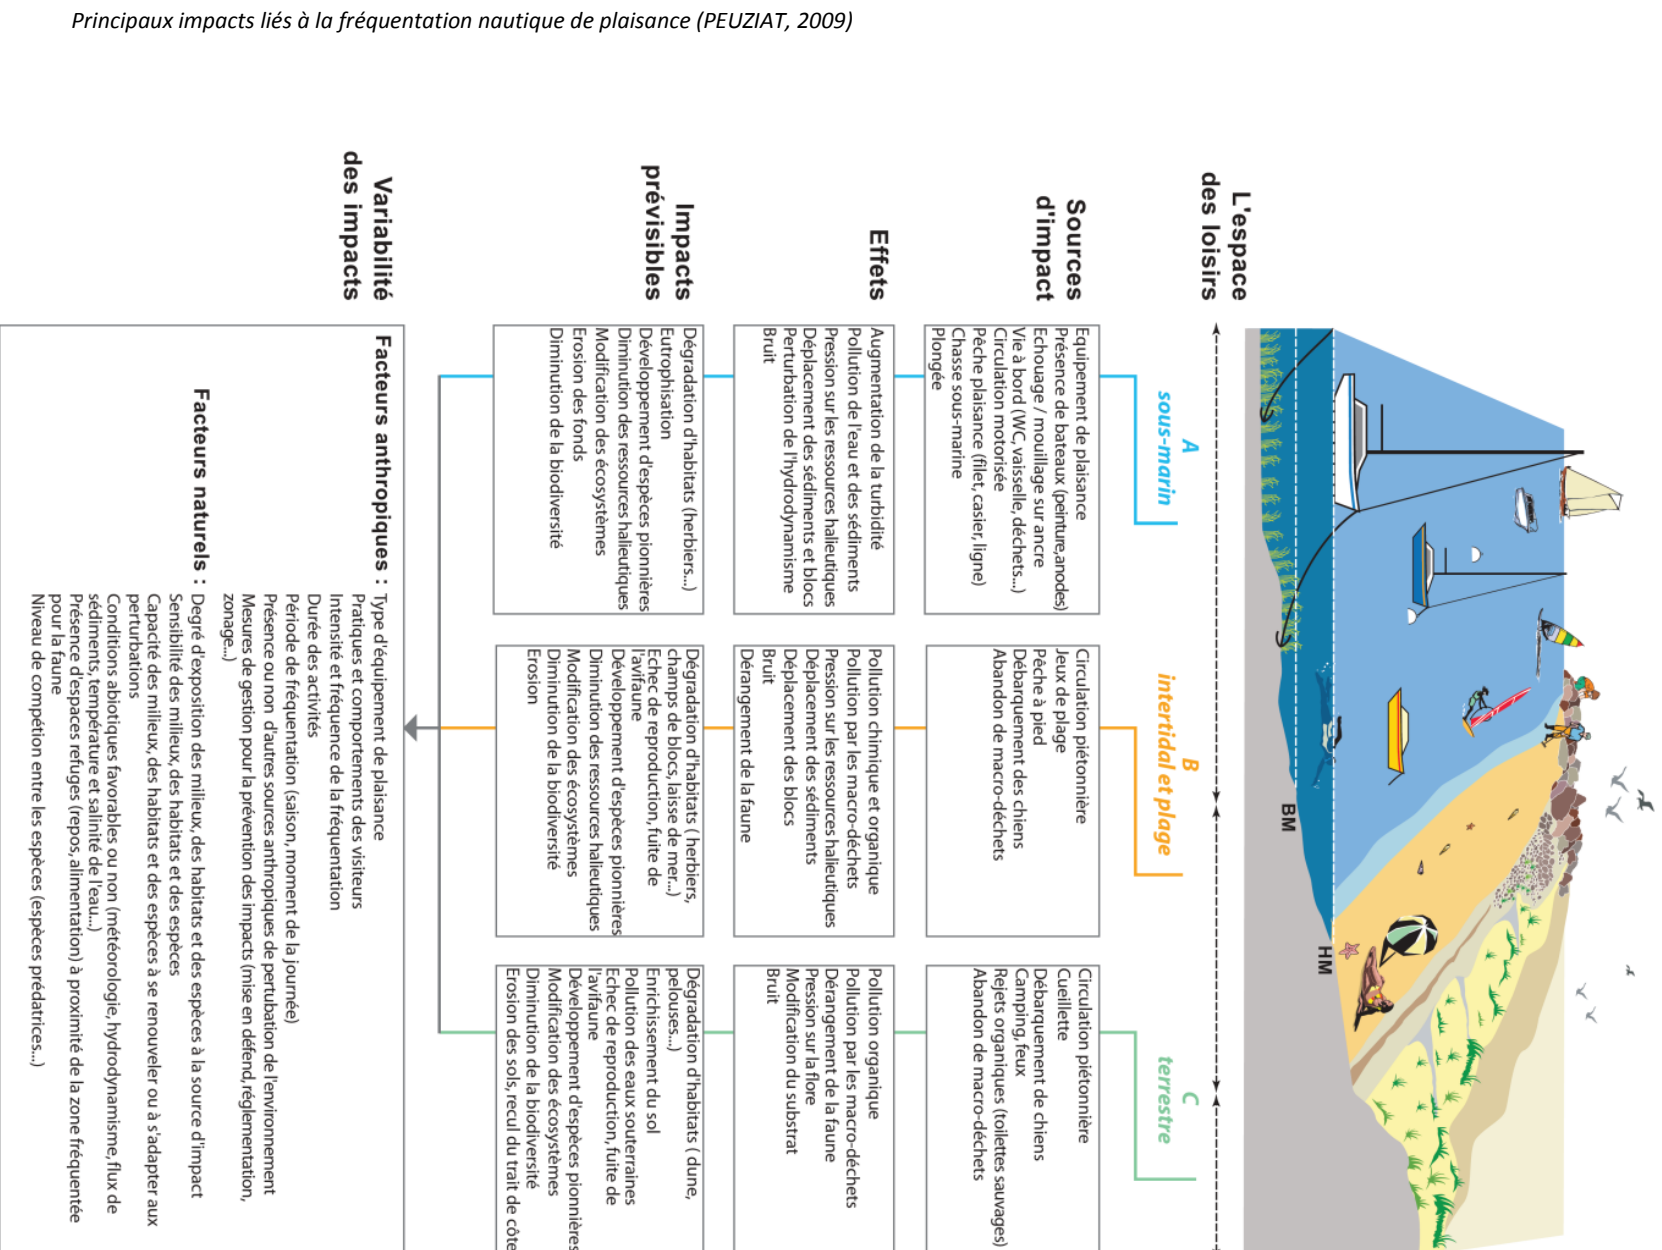 Principaux impacts liés à la fréquentation nautique de plaisance (PEUZIAT, 2009)
L'espace
des loisirs
BM
HM
A
sous-marin
B
intertidal et plage
C
terrestre
Sources
d'impact
Equipement de plaisance
Présence de bateaux (peinture,anodes)
Echouage / mouillage sur ancre
Vie à bord (WC, vaisselle, déchets...)
Circulation motorisée
Pêche plaisance (filet, casier, ligne)
Chasse sous-marine
Plongée
Circulation piétonnière
Jeux de plage
Pêche à pied
Débarquement des chiens
Abandon de macro-déchets
Circulation piétonnière
Cueillette
Débarquement de chiens
Camping, feux
Rejets organiques (toilettes sauvages)
Abandon de macro-déchets
Effets
Augmentation de la turbidité
Pollution de l'eau et des sédiments
Pression sur les ressources halieutiques
Déplacement des sédiments et blocs
Perturbation de l'hydrodynamisme
Bruit
Pollution chimique et organique
Pollution par les macro-déchets
Pression sur les ressources halieutiques
Déplacement des sédiments
Déplacement des blocs
Bruit
Dérangement de la faune
Pollution organique
Pollution par les macro-déchets
Dérangement de la faune
Pression sur la flore
Modification du substrat
Bruit
Impacts
prévisibles
Dégradation d'habitats (herbiers...)
Eutrophisation
Développement d'espèces pionnières
Diminution des ressources halieutiques
Modification des écosystèmes
Erosion des fonds
Diminution de la biodiversité
Dégradation d'habitats ( herbiers,
champs de blocs, laisse de mer...)
Echec de reproduction, fuite de
l'avifaune
Développement d'espèces pionnières
Diminution des ressources halieutiques
Modification des écosystèmes
Diminution de la biodiversité
Erosion
Dégradation d'habitats ( dune,
pelouses...)
Enrichissement du sol
Pollution des eaux souterraines
Echec de reproduction, fuite de
l'avifaune
Développement d'espèces pionnières
Modification des écosystèmes
Diminution de la biodiversité
Erosion des sols, recul du trait de côte
Variabilité
des impacts
Facteurs anthropiques : Type d'équipement de plaisance
Pratiques et comportements des visiteurs
Intensité et fréquence de la fréquentation
Durée des activités
Période de fréquentation (saison, moment de la journée)
Présence ou non d'autres sources anthropiques de pertubation de l'environnement
Mesures de gestion pour la prévention des impacts (mise en défend, réglementation,
zonage...)
Facteurs naturels : Degré d'exposition des milieux, des habitats et des espèces à la source d'impact
Sensibilité des milieux, des habitats et des espèces
Capacité des milieux, des habitats et des espèces à se renouveler ou à s'adapter aux
perturbations
Conditions abiotiques favorables ou non (météorologie, hydrodynamisme, flux de
sédiments, température et salinité de l'eau...)
Présence d'espaces refuges (repos, alimentation) à proximité de la zone fréquentée
pour la faune
Niveau de compétion entre les espèces (espèces prédatrices...)